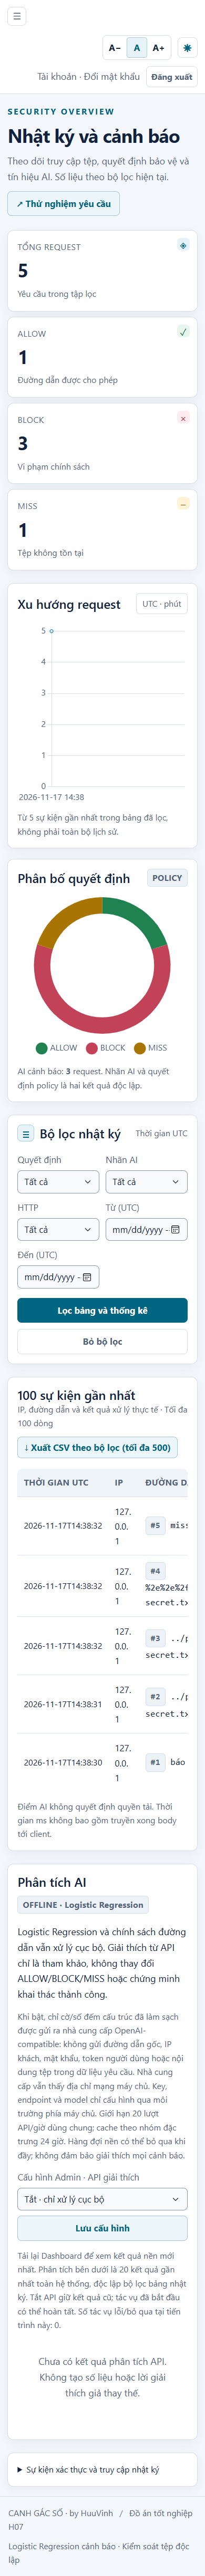 ☰
A− A A+
Tài khoản · Đổi mật khẩu Đăng xuất
SECURITY OVERVIEW
Nhật ký và cảnh báo
Theo dõi truy cập tệp, quyết định bảo vệ và
tín hiệu AI. Số liệu theo bộ lọc hiện tại.
↗ Thử nghiệm yêu cầu
TỔNG REQUEST
5
Yêu cầu trong tập lọc
ALLOW
1
Đường dẫn được cho phép
BLOCK
3
Vi phạm chính sách
MISS
1
Tệp không tồn tại
Xu hướng request
UTC · phút
5
4
3
2
1
0
2026-11-17 14:38
Từ 5 sự kiện gần nhất trong bảng đã lọc,
không phải toàn bộ lịch sử.
Phân bố quyết định
POLICY
ALLOW BLOCK MISS
AI cảnh báo: 3 request. Nhãn AI và quyết
định policy là hai kết quả độc lập.
Bộ lọc nhật ký
Thời gian UTC
Quyết định Nhãn AI
Tất cả Tất cả
HTTP Từ (UTC)
Tất cả mm/dd/yyyy -
Đến (UTC)
mm/dd/yyyy -
Lọc bảng và thống kê
Bỏ bộ lọc
100 sự kiện gần nhất
IP, đường dẫn và kết quả xử lý thực tế · Tối đa
100 dòng
↓ Xuất CSV theo bộ lọc (tối đa 500)
THỜI GIAN UTC IP ĐƯỜNG D
2026-11-17T14:38:32 127.0.0.1 #5 miss
2026-11-17T14:38:32 127.0.0.1 #4 %2e%2e%2f secret.tx
2026-11-17T14:38:32 127.0.0.1 #3 ../p secret.tx
2026-11-17T14:38:31 127.0.0.1 #2 ../p secret.tx
2026-11-17T14:38:30 127.0.0.1 #1 báo
Điểm AI không quyết định quyền tải. Thời
gian ms không bao gồm truyền xong body
tới client.
Phân tích AI
OFFLINE · Logistic Regression
Logistic Regression và chính sách đường
dẫn vẫn xử lý cục bộ. Giải thích từ API
chỉ là tham khảo, không thay đổi
ALLOW/BLOCK/MISS hoặc chứng minh
khai thác thành công.
Khi bật, chỉ cờ/số đếm cấu trúc đã làm sạch
được gửi ra nhà cung cấp OpenAI-
compatible: không gửi đường dẫn gốc, IP
khách, mật khẩu, token người dùng hoặc nội
dung tệp trong dữ liệu yêu cầu. Nhà cung
cấp vẫn thấy địa chỉ mạng máy chủ. Key,
endpoint và model chỉ cấu hình qua môi
trường phía máy chủ. Giới hạn 20 lượt
API/giờ dùng chung; cache theo nhóm đặc
trưng 24 giờ. Hàng đợi nền có thể bỏ qua khi
đầy; không đảm bảo giải thích mọi cảnh báo.
Cấu hình Admin · API giải thích
Tắt · chỉ xử lý cục bộ
Lưu cấu hình
Tải lại Dashboard để xem kết quả nền mới
nhất. Phân tích bên dưới là 20 kết quả gần
nhất toàn hệ thống, độc lập bộ lọc bảng nhật
ký. Tắt API giữ kết quả cũ; tác vụ đã bắt đầu
có thể hoàn tất. Số tác vụ lỗi/bỏ qua tại tiến
trình này: 0.
Chưa có kết quả phân tích API.
Không tạo số liệu hoặc lời giải
thích giả thay thế.
▶ Sự kiện xác thực và truy cập nhật ký
CANH GÁC SỐ · by HuuVinh / Đồ án tốt nghiệp
H07
Logistic Regression cảnh báo · Kiểm soát tệp độc
lập